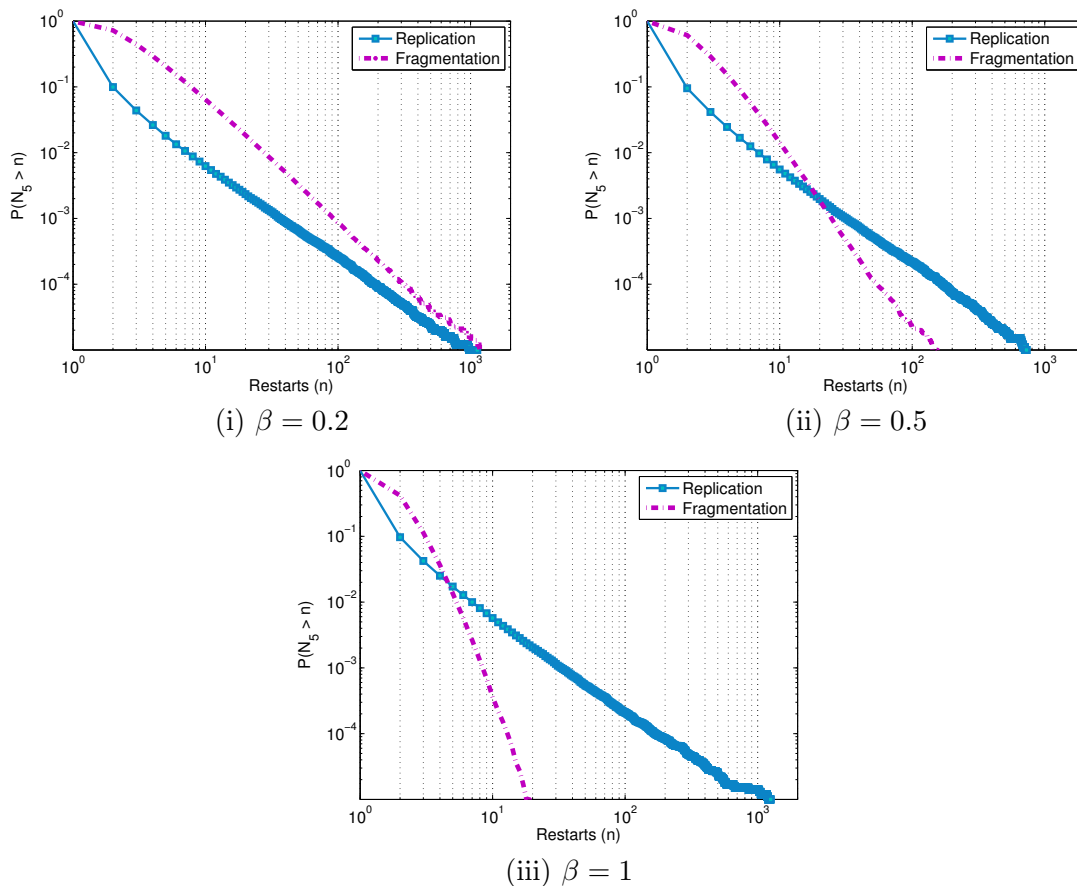 10^0
10^-1
10^-2
10^-3
10^-4
P(N_5 > n)
Replication
Fragmentation
10^0 10^1 10^2 10^3
Restarts (n)
(i) β = 0.2
10^0
10^-1
10^-2
10^-3
10^-4
P(N_5 > n)
Replication
Fragmentation
10^0 10^1 10^2 10^3
Restarts (n)
(ii) β = 0.5
10^0
10^-1
10^-2
10^-3
10^-4
P(N_5 > n)
Replication
Fragmentation
10^0 10^1 10^2 10^3
Restarts (n)
(iii) β = 1